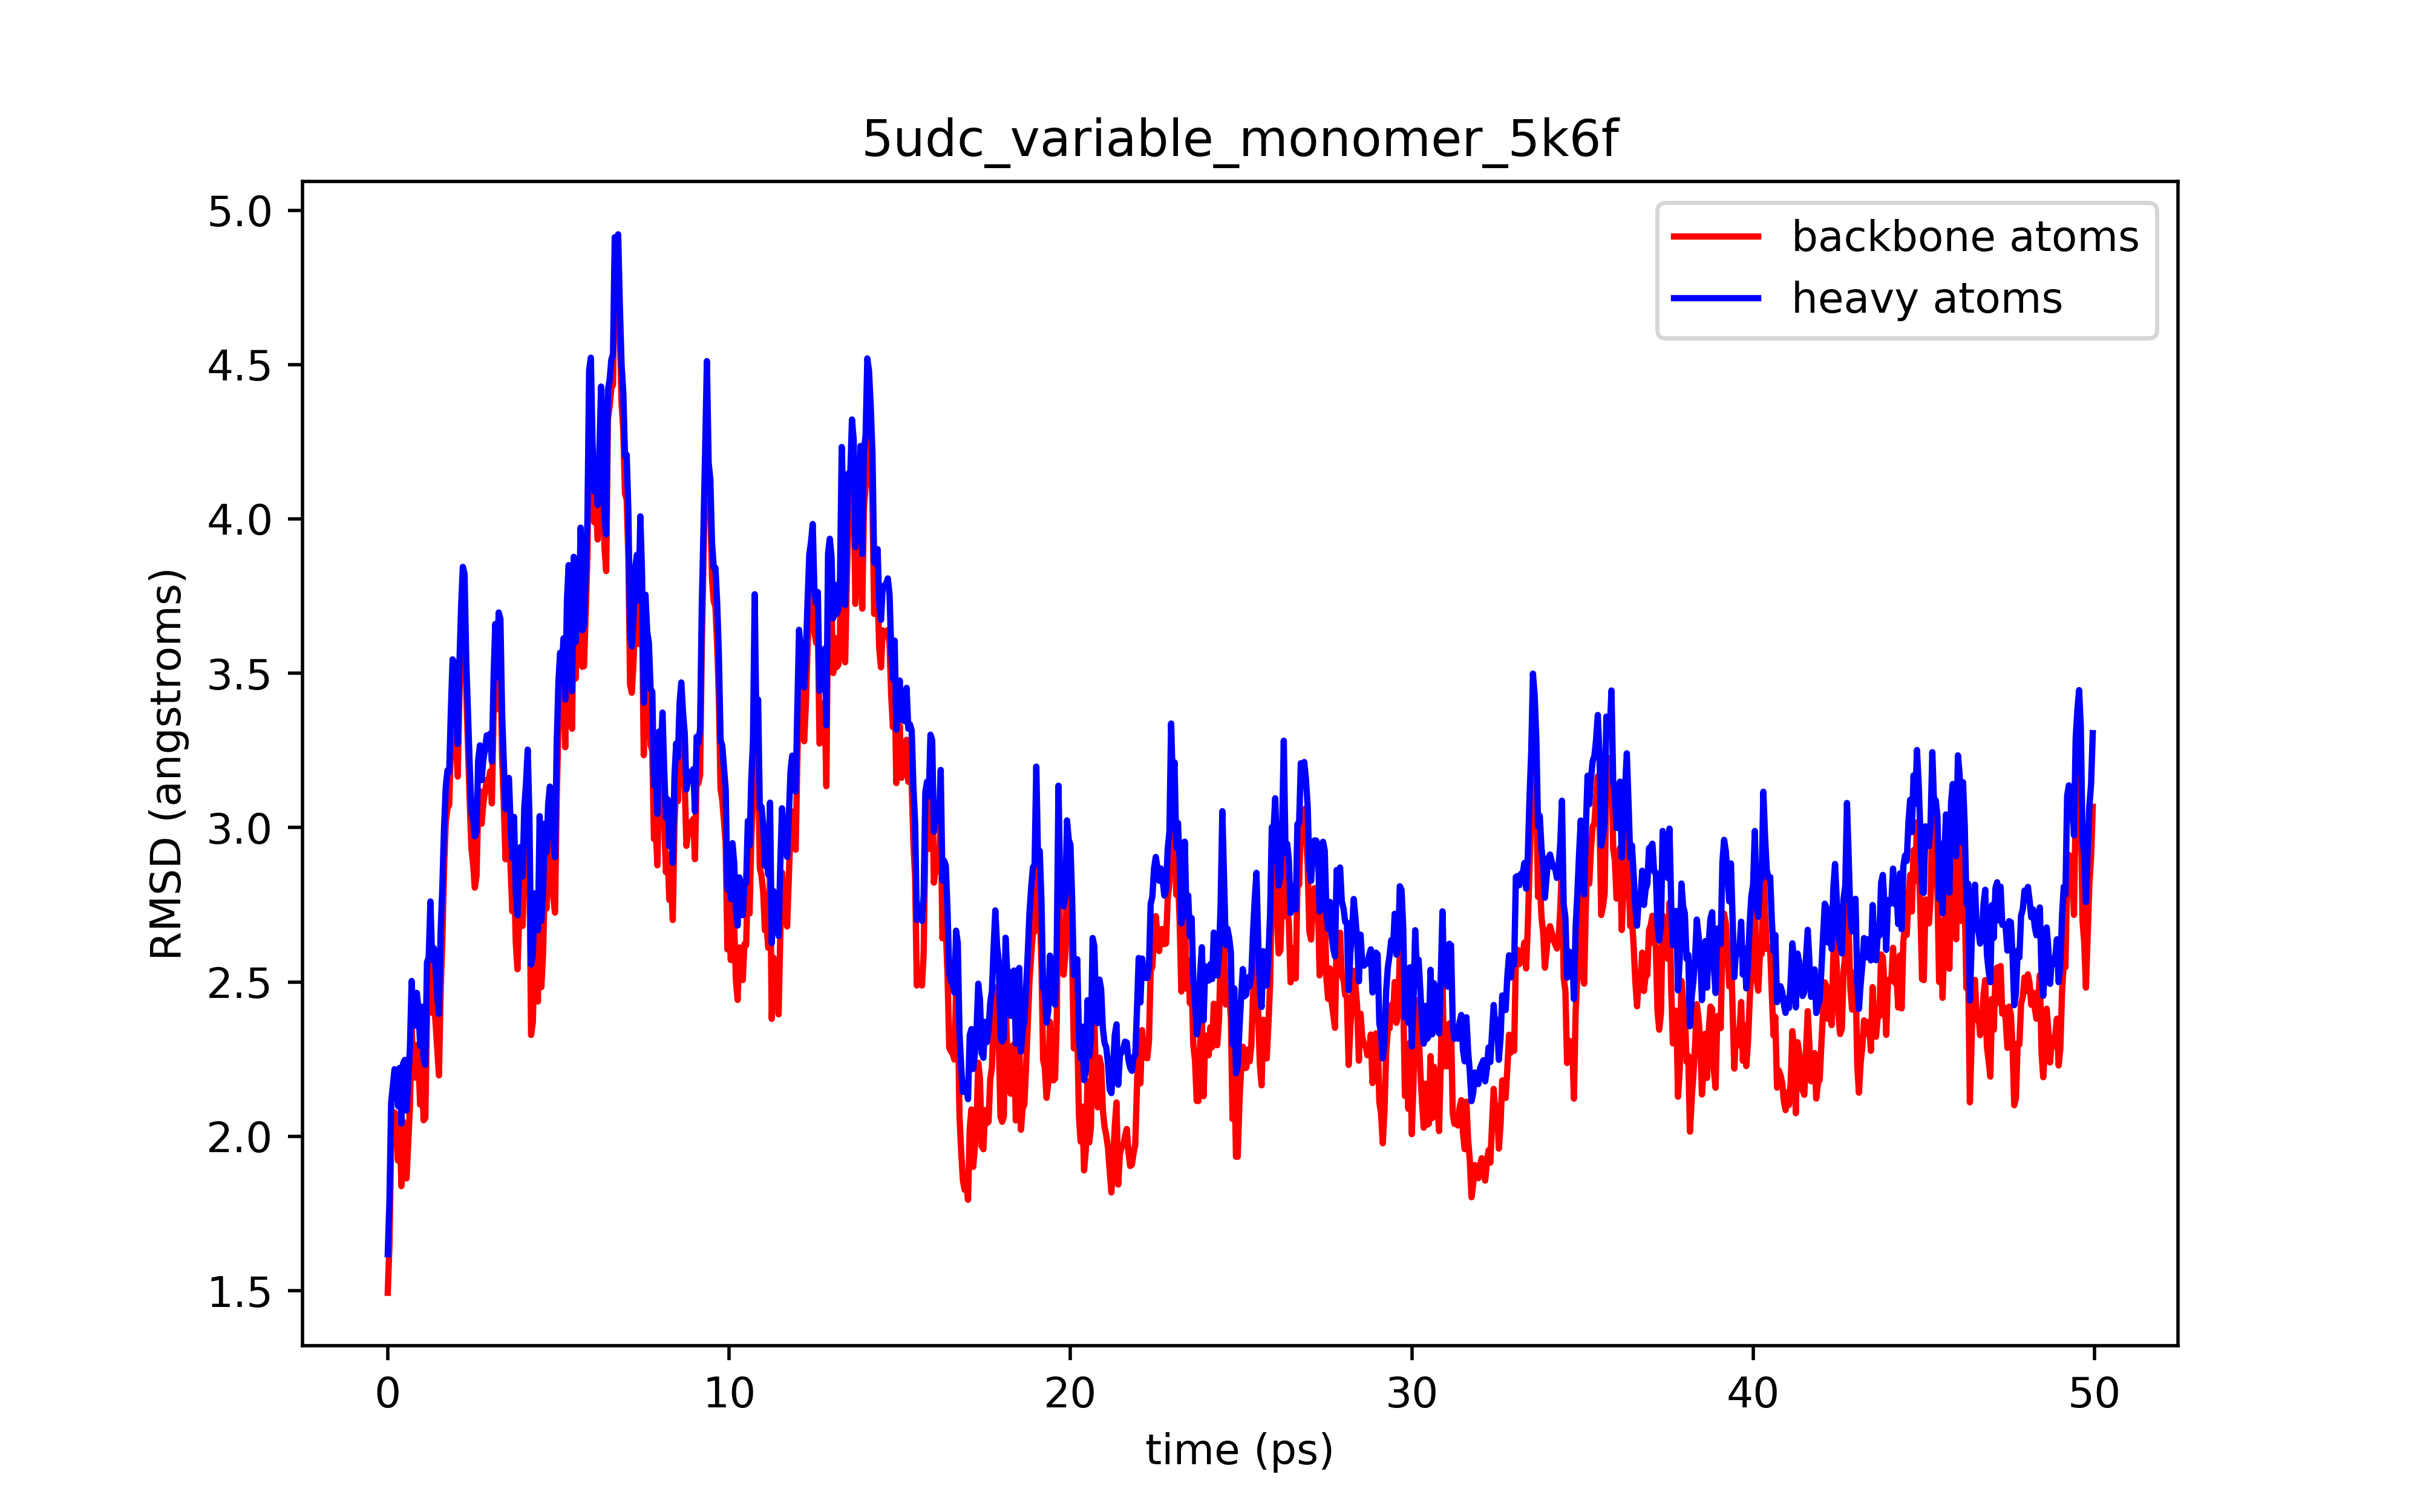 5udc_variable_monomer_5k6f
backbone atoms
heavy atoms
RMSD (angstroms)
5.0
4.5
4.0
3.5
3.0
2.5
2.0
1.5
0 10 20 30 40 50
time (ps)